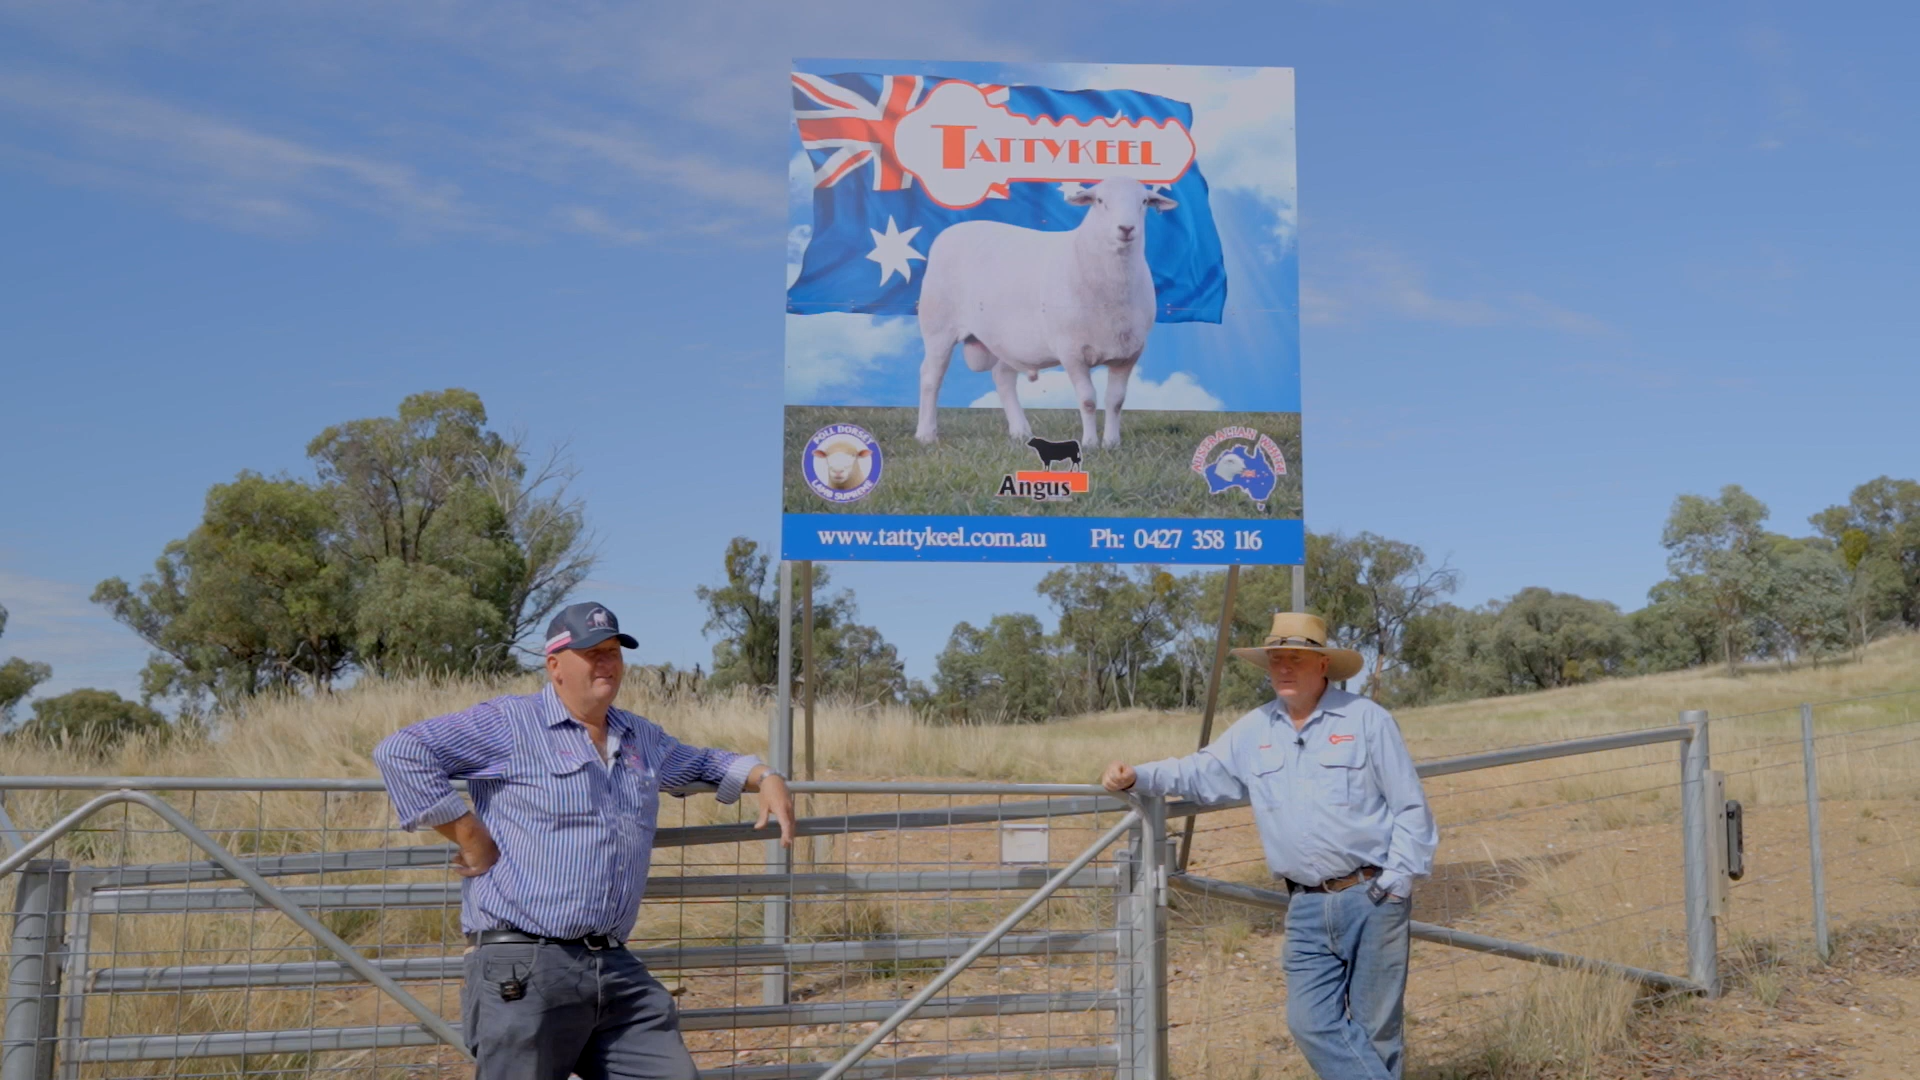 TATTYKEEL
POLL DORSET
LAMB SUPREME
Angus
AUSTRALIAN WHITE
www.tattykeel.com.au Ph: 0427 358 116